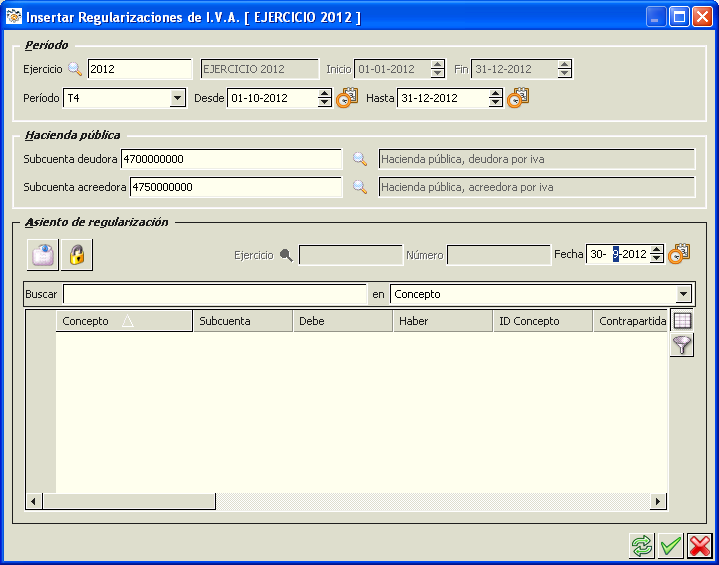 Insertar Regularizaciones de I.V.A. [ EJERCICIO 2012 ]
Período
Ejercicio 2012 EJERCICIO 2012 Inicio 01-01-2012 Fin 31-12-2012
Período T4 Desde 01-10-2012 Hasta 31-12-2012
Hacienda pública
Subcuenta deudora 4700000000 Hacienda pública, deudora por iva
Subcuenta acreedora 4750000000 Hacienda pública, acreedora por iva
Asiento de regularización
Ejercicio Número Fecha 30- 9-2012
Buscar en Concepto
Concepto Subcuenta Debe Haber ID Concepto Contrapartida